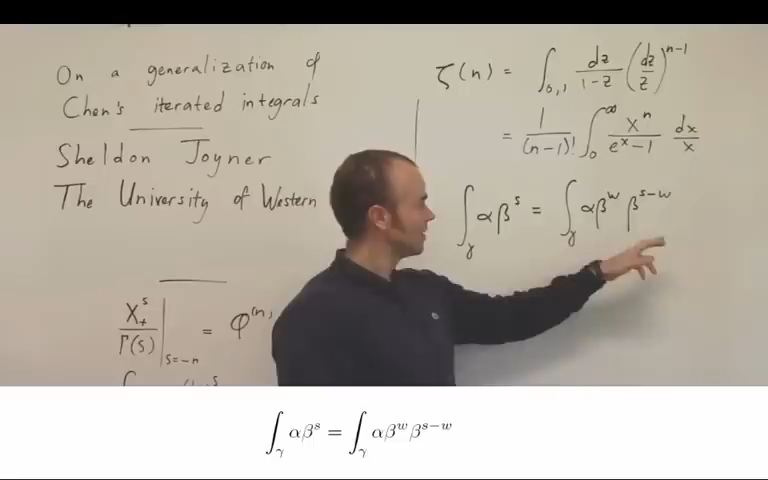 On a generalization of
Chen's iterated integrals
Sheldon Joyner
The University of Western
ζ(n) = ∫_{0,1} dz/(1-z) (dz/z)^{n-1}
= 1/(n-1)! ∫_0^∞ x^n/(e^x-1) dx/x
∫_γ αβ^s = ∫_γ αβ^w β^{s-w}
X_+^s/Γ(s) |_{s=-n} = φ^{(n)}
∫_γ αβ^s = ∫_γ αβ^w β^{s-w}